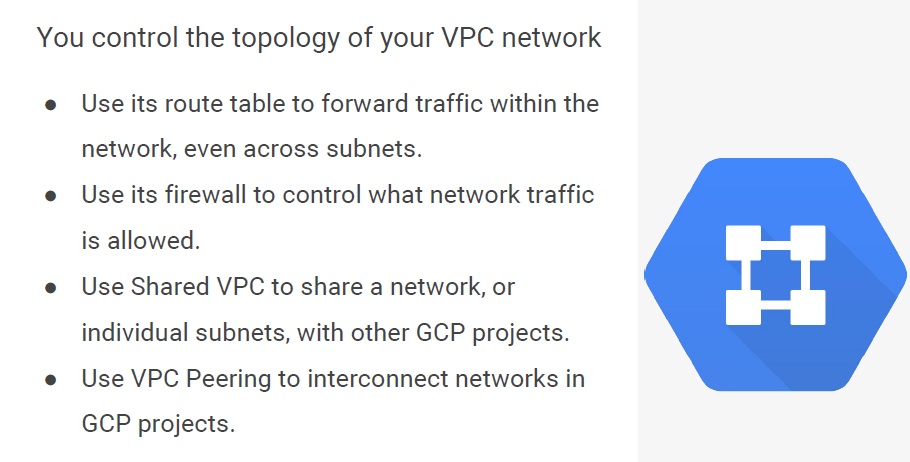 You control the topology of your VPC network
● Use its route table to forward traffic within the
network, even across subnets.
● Use its firewall to control what network traffic
is allowed.
● Use Shared VPC to share a network, or
individual subnets, with other GCP projects.
● Use VPC Peering to interconnect networks in
GCP projects.